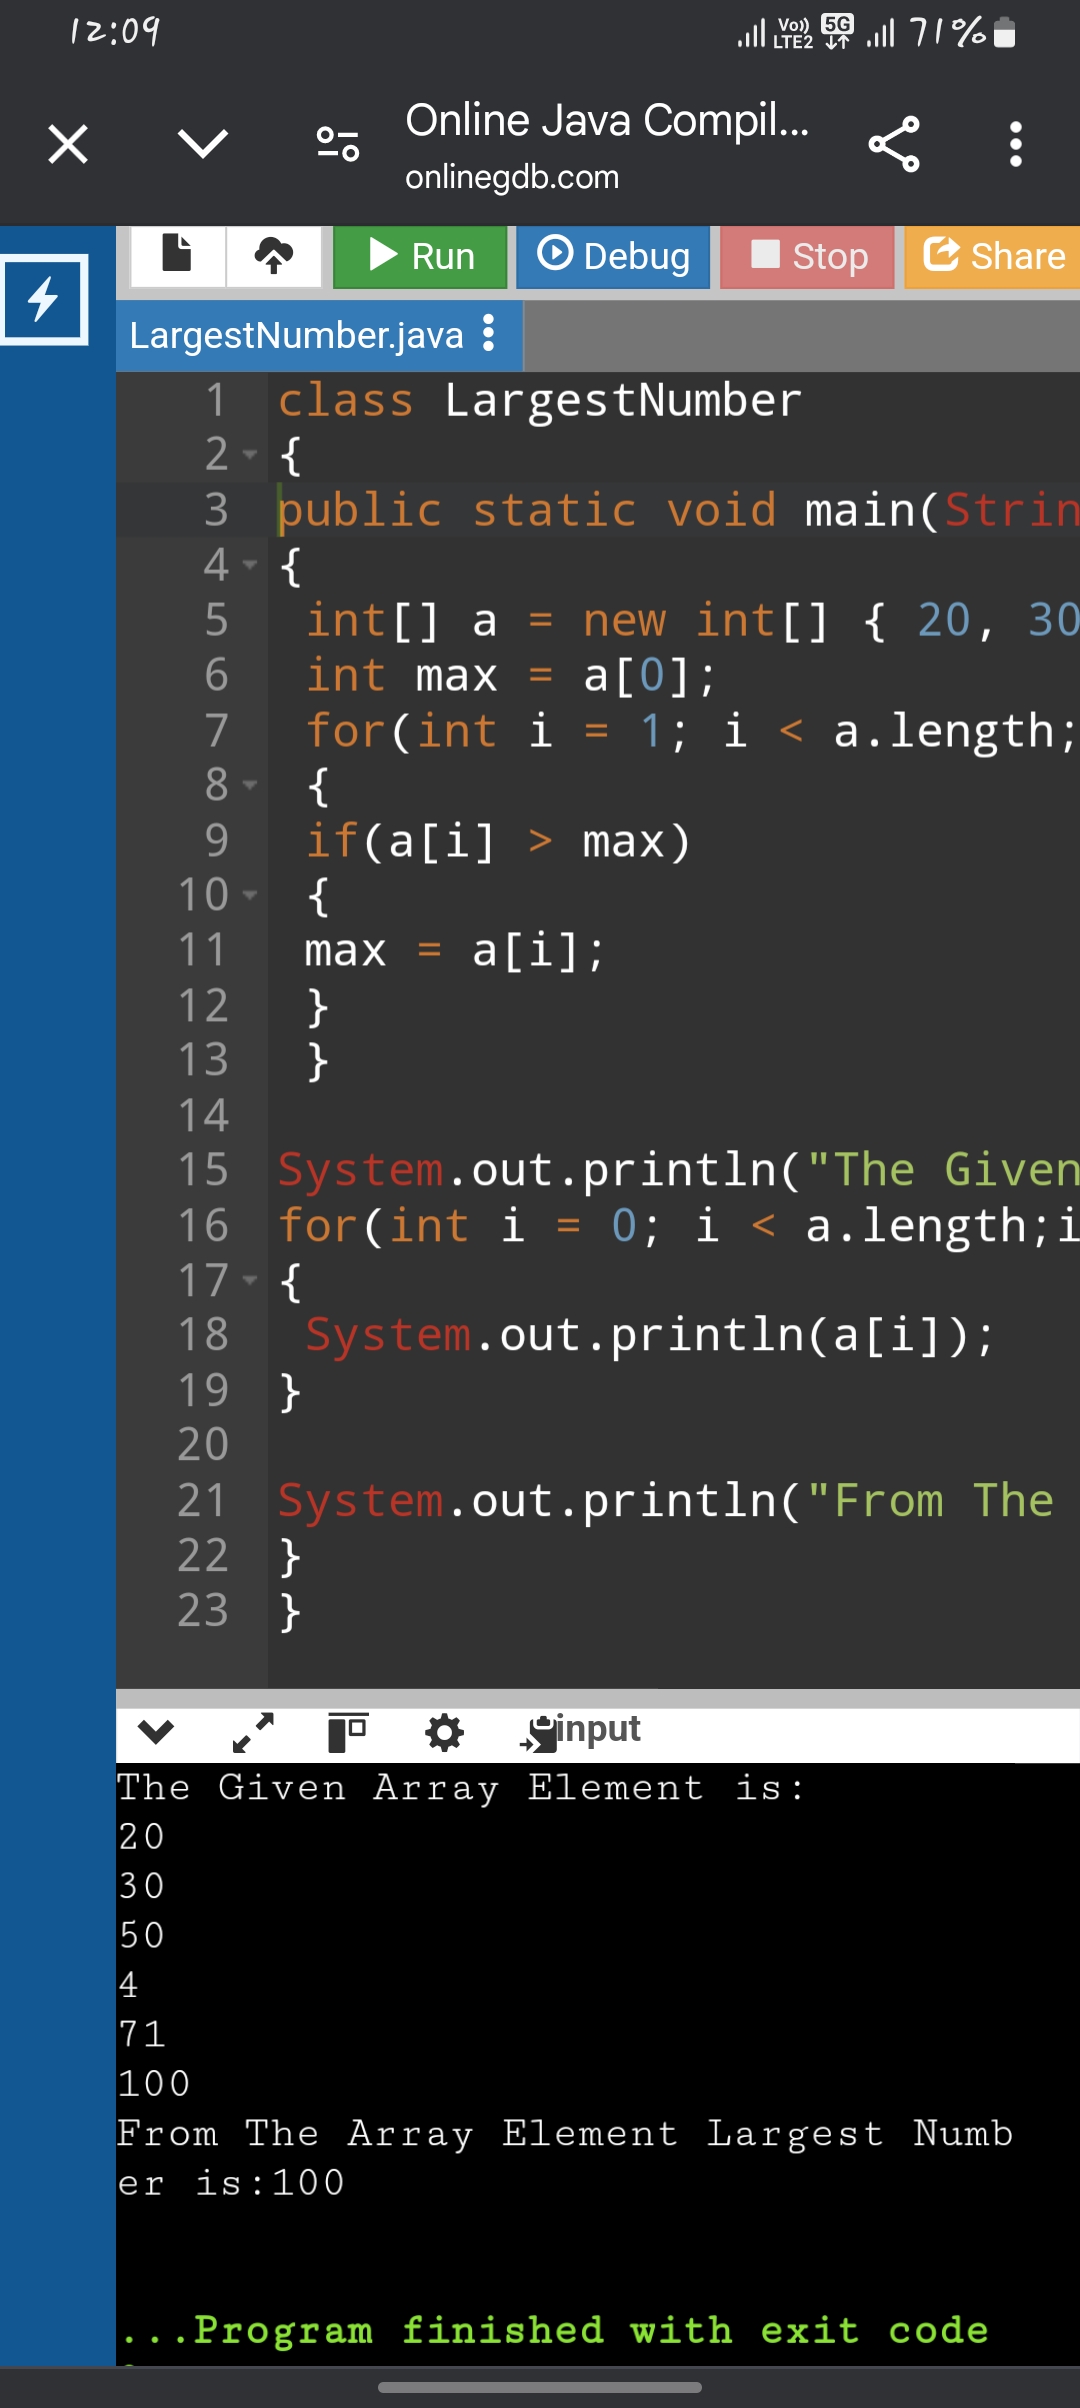 12:09 Vo)) LTE2 5G 71%
Online Java Compil...
onlinegdb.com
Run Debug Stop Share
LargestNumber.java
1 class LargestNumber
2 {
3 public static void main(Strin
4 {
5 int[] a = new int[] { 20, 30
6 int max = a[0];
7 for(int i = 1; i < a.length;
8 {
9 if(a[i] > max)
10 {
11 max = a[i];
12 }
13 }
14
15 System.out.println("The Given
16 for(int i = 0; i < a.length;i
17 {
18 System.out.println(a[i]);
19 }
20
21 System.out.println("From The
22 }
23 }
input
The Given Array Element is:
20
30
50
4
71
100
From The Array Element Largest Numb
er is:100
...Program finished with exit code